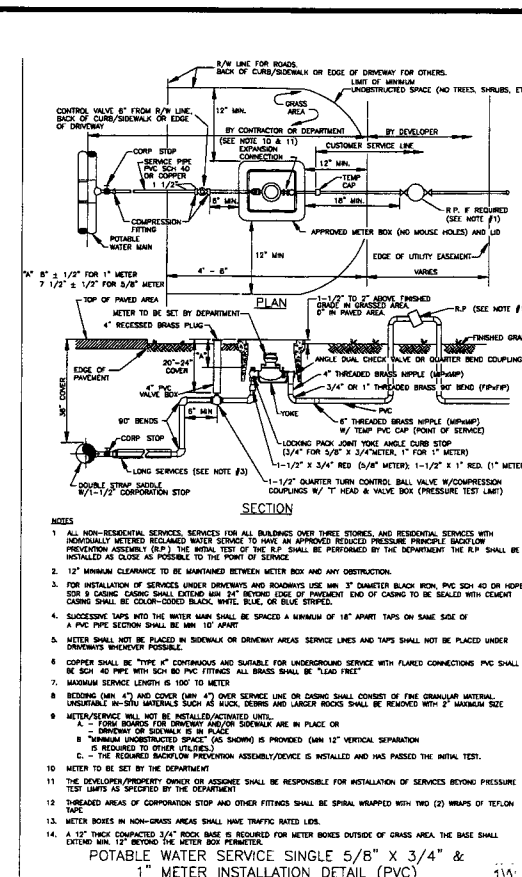 R/W LINE FOR ROADS.
BACK OF CURB/SIDEWALK OR EDGE OF DRIVEWAY FOR OTHERS.
LIMIT OF MINIMUM
UNOBSTRUCTED SPACE (NO TREES, SHRUBS,
GRASS
AREA
CONTROL VALVE 6" FROM R/W LINE,
BACK OF CURB/SIDEWALK OR EDGE
OF DRIVEWAY
12" MIN.
BY CONTRACTOR OR DEPARTMENT
BY DEVELOPER
(SEE NOTE 10 & 11)
CUSTOMER SERVICE LINE
EXPANSION
CONNECTION
CORP STOP
SERVICE PIPE
PVC SCH 40
OR COPPER
1 1/2"
12" MIN.
TEMP
CAP
6" MIN.
18" MIN.
R.P. IF REQUIRED
(SEE NOTE #1)
COMPRESSION
FITTING
APPROVED METER BOX (NO MOUSE HOLES) AND LID
POTABLE
WATER MAIN
12" MIN
EDGE OF UTILITY EASEMENT
"A" 8" ± 1/2" FOR 1" METER
7 1/2" ± 1/2" FOR 5/8" METER
4' - 6"
VARIES
PLAN
TOP OF PAVED AREA
METER TO BE SET BY DEPARTMENT
4" RECESSED BRASS PLUG
1-1/2" TO 2" ABOVE FINISHED
GRADE IN GRASSED AREA
0" IN PAVED AREA.
R.P (SEE NOTE
FINISHED
"A"
ANGLE DUAL CHECK VALVE OR QUARTER BEND COUPLING
EDGE OF
PAVEMENT
20"-24"
COVER
4" THREADED BRASS NIPPLE (MIPxMIP)
3/4" OR 1" THREADED BRASS 90° BEND (FIPxFIP)
36" COVER
4" PVC
VALVE BOX
PVC
90° BENDS
6" MIN
YOKE
6" THREADED BRASS NIPPLE (MIPxMIP)
W/ TEMP PVC CAP (POINT OF SERVICE)
CORP STOP
LOCKING PACK JOINT YOKE ANGLE CURB STOP
(3/4" FOR 5/8" X 3/4"METER, 1" FOR 1" METER)
LONG SERVICES (SEE NOTE #3)
1-1/2" X 3/4" RED (5/8" METER); 1-1/2" X 1" RED. (1"
DOUBLE STRAP SADDLE
W/1-1/2" CORPORATION STOP
1-1/2" QUARTER TURN CONTROL BALL VALVE W/COMPRESSION
COUPLINGS W/ "T" HEAD & VALVE BOX (PRESSURE TEST LIMIT)
SECTION
NOTES
1 ALL NON-RESIDENTIAL SERVICES, SERVICES FOR ALL BUILDINGS OVER THREE STORIES, AND RESIDENTIAL SERVICES WITH
INDIVIDUALLY METERED RECLAIMED WATER SERVICE TO HAVE AN APPROVED REDUCED PRESSURE PRINCIPLE BACKFLOW
PREVENTION ASSEMBLY (R.P ) THE INITIAL TEST OF THE R.P SHALL BE PERFORMED BY THE DEPARTMENT THE R.P SHALL BE
INSTALLED AS CLOSE AS POSSIBLE TO THE POINT OF SERVICE
2. 12" MINIMUM CLEARANCE TO BE MAINTAINED BETWEEN METER BOX AND ANY OBSTRUCTION.
3. FOR INSTALLATION OF SERVICES UNDER DRIVEWAYS AND ROADWAYS USE MIN 3" DIAMETER BLACK IRON, PVC SCH 40 OR HDPE
SDR 9 CASING CASING SHALL EXTEND MIN 24" BEYOND EDGE OF PAVEMENT END OF CASING TO BE SEALED WITH CEMENT
CASING SHALL BE COLOR-CODED BLACK, WHITE, BLUE, OR BLUE STRIPED.
4. SUCCESSIVE TAPS INTO THE WATER MAIN SHALL BE SPACED A MINIMUM OF 18" APART TAPS ON SAME SIDE OF
A PVC PIPE SECTION SHALL BE MIN 10' APART
5. METER SHALL NOT BE PLACED IN SIDEWALK OR DRIVEWAY AREAS SERVICE LINES AND TAPS SHALL NOT BE PLACED UNDER
DRIVEWAYS WHENEVER POSSIBLE.
6 COPPER SHALL BE "TYPE K" CONTINUOUS AND SUITABLE FOR UNDERGROUND SERVICE WITH FLARED CONNECTIONS PVC SHALL
BE SCH 40 PIPE WITH SCH 80 PVC FITTINGS ALL BRASS SHALL BE "LEAD FREE"
7. MAXIMUM SERVICE LENGTH IS 100' TO METER
8 BEDDING (MIN 4") AND COVER (MIN 4") OVER SERVICE LINE OR CASING SHALL CONSIST OF FINE GRANULAR MATERIAL.
UNSUITABLE IN-SITU MATERIALS SUCH AS MUCK, DEBRIS AND LARGER ROCKS SHALL BE REMOVED WITH 2" MAXIMUM SIZE
9 METER/SERVICE WILL NOT BE INSTALLED/ACTIVATED UNTIL.
A. - FORM BOARDS FOR DRIVEWAY AND/OR SIDEWALK ARE IN PLACE OR
- DRIVEWAY OR SIDEWALK IS IN PLACE
B "MINIMUM UNOBSTRUCTED SPACE" (AS SHOWN) IS PROVIDED (MIN 12" VERTICAL SEPARATION
IS REQUIRED TO OTHER UTILITIES.)
C. - THE REQUIRED BACKFLOW PREVENTION ASSEMBLY/DEVICE IS INSTALLED AND HAS PASSED THE INITIAL TEST.
10 METER TO BE SET BY THE DEPARTMENT
11 THE DEVELOPER/PROPERTY OWNER OR ASSIGNEE SHALL BE RESPONSIBLE FOR INSTALLATION OF SERVICES BEYOND PRESSURE
TEST LIMITS AS SPECIFIED BY THE DEPARTMENT
12 THREADED AREAS OF CORPORATION STOP AND OTHER FITTINGS SHALL BE SPIRAL WRAPPED WITH TWO (2) WRAPS OF TEFLON
TAPE
13. METER BOXES IN NON-GRASS AREAS SHALL HAVE TRAFFIC RATED LIDS.
14. A 12" THICK COMPACTED 3/4" ROCK BASE IS REQUIRED FOR METER BOXES OUTSIDE OF GRASS AREA. THE BASE SHALL
EXTEND MIN. 12" BEYOND THE METER BOX PERIMETER.
POTABLE WATER SERVICE SINGLE 5/8" X 3/4" &
1" METER INSTALLATION DETAIL (PVC)